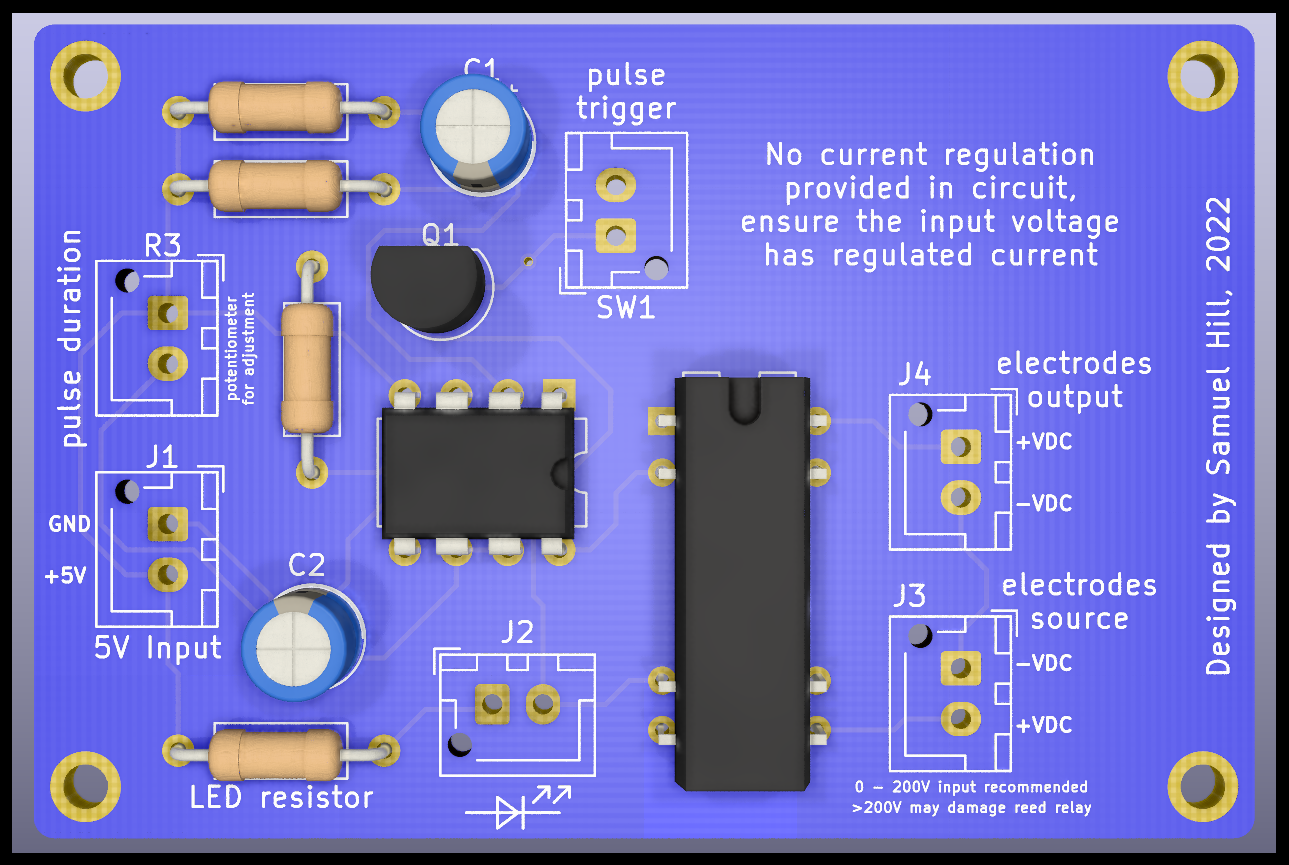 C1
pulse
trigger
No current regulation
provided in circuit,
ensure the input voltage
has regulated current
Q1
R3
pulse duration
potentiometer
for adjustment
SW1
Designed by Samuel Hill, 2022
J4
electrodes
output
+VDC
-VDC
J1
GND
+5V
5V Input
C2
J3
electrodes
source
-VDC
+VDC
J2
LED resistor
0 - 200V input recommended
>200V may damage reed relay